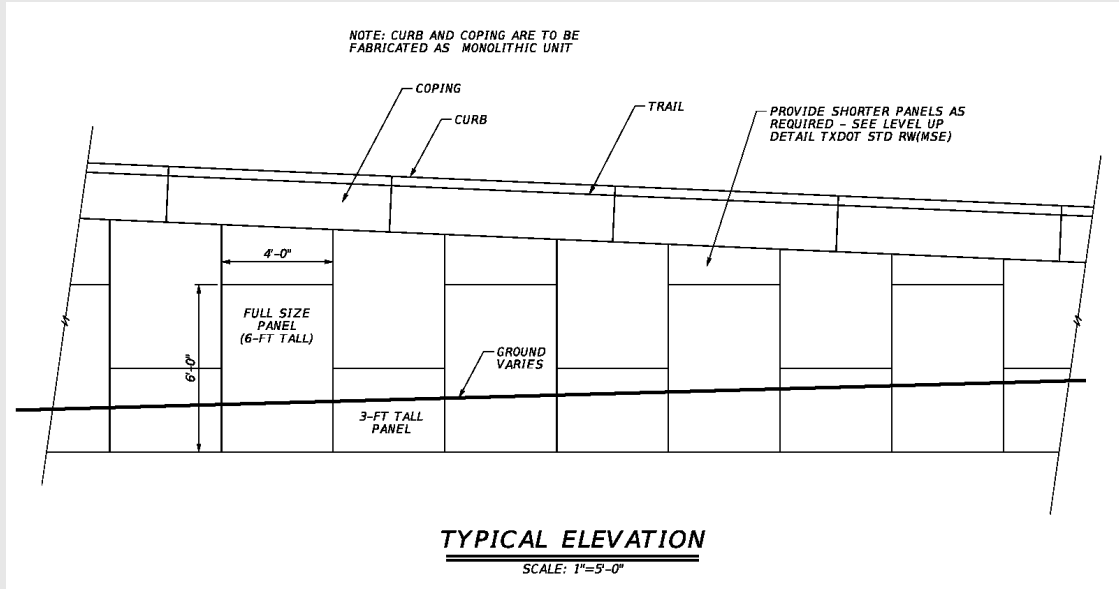 NOTE: CURB AND COPING ARE TO BE
FABRICATED AS MONOLITHIC UNIT
COPING
CURB
TRAIL
PROVIDE SHORTER PANELS AS
REQUIRED - SEE LEVEL UP
DETAIL TXDOT STD RW(MSE)
4'-0"
FULL SIZE
PANEL
(6-FT TALL)
6'-0"
GROUND
VARIES
3-FT TALL
PANEL
TYPICAL ELEVATION
SCALE: 1"=5'-0"